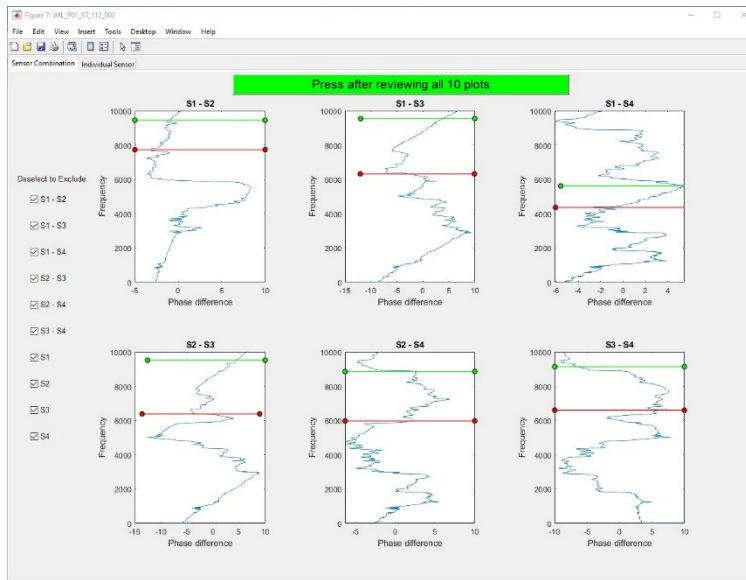 Figure 7: WIL_P01_ST_112_002
File Edit View Insert Tools Desktop Window Help
Sensor Combination Individual Sensor
Press after reviewing all 10 plots
Deselect to Exclude
S1 - S2
S1 - S3
S1 - S4
S2 - S3
S2 - S4
S3 - S4
S1
S2
S3
S4
S1 - S2
Frequency
10000
8000
6000
4000
2000
0
-5 0 5 10
Phase difference
S1 - S3
Frequency
10000
8000
6000
4000
2000
0
-15 -10 -5 0 5 10
Phase difference
S1 - S4
Frequency
10000
8000
6000
4000
2000
0
-6 -4 -2 0 2 4
Phase difference
S2 - S3
Frequency
10000
8000
6000
4000
2000
0
-15 -10 -5 0 5 10
Phase difference
S2 - S4
Frequency
10000
8000
6000
4000
2000
0
-5 0 5 10
Phase difference
S3 - S4
Frequency
10000
8000
6000
4000
2000
0
-10 -5 0 5 10
Phase difference